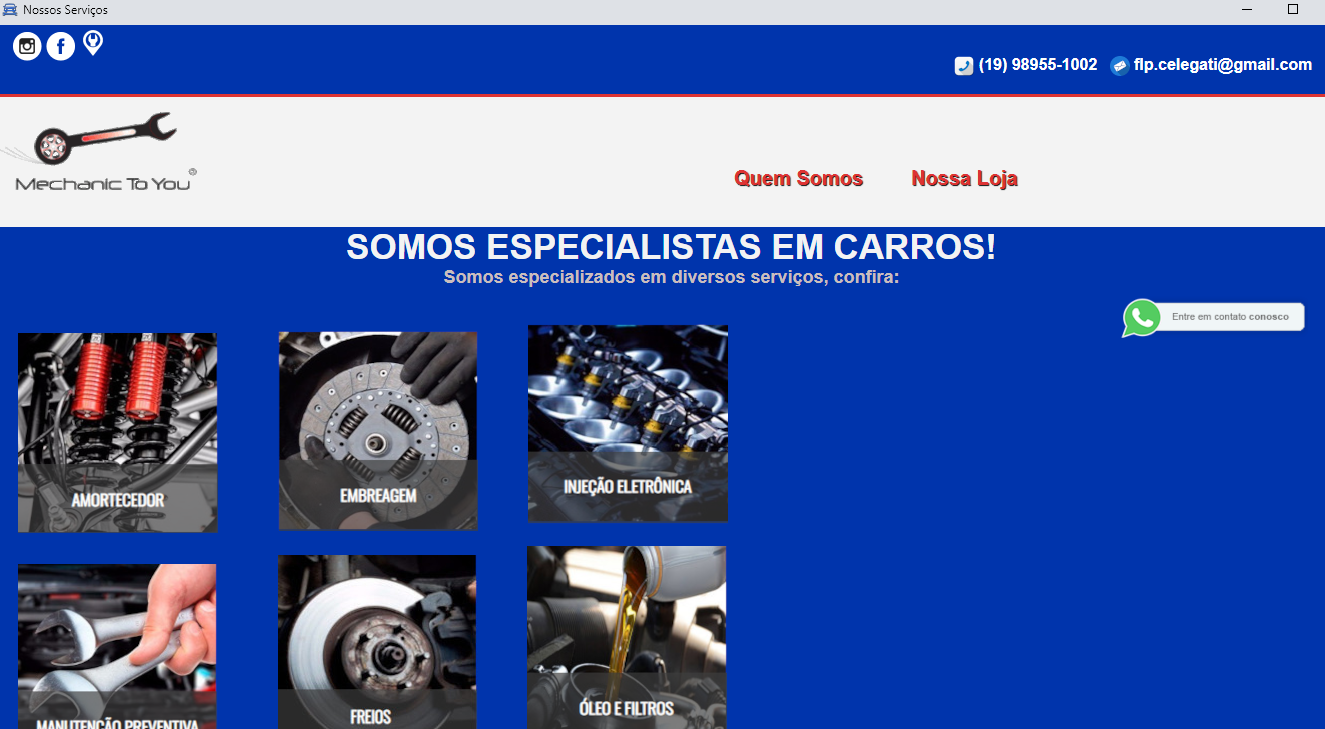 Nossos Serviços
(19) 98955-1002 flp.celegati@gmail.com
Mechanic To You®
Quem Somos Nossa Loja
SOMOS ESPECIALISTAS EM CARROS!
Somos especializados em diversos serviços, confira:
Entre em contato conosco
AMORTECEDOR
EMBREAGEM
INJEÇÃO ELETRÔNICA
MANUTENÇÃO PREVENTIVA
FREIOS
ÓLEO E FILTROS